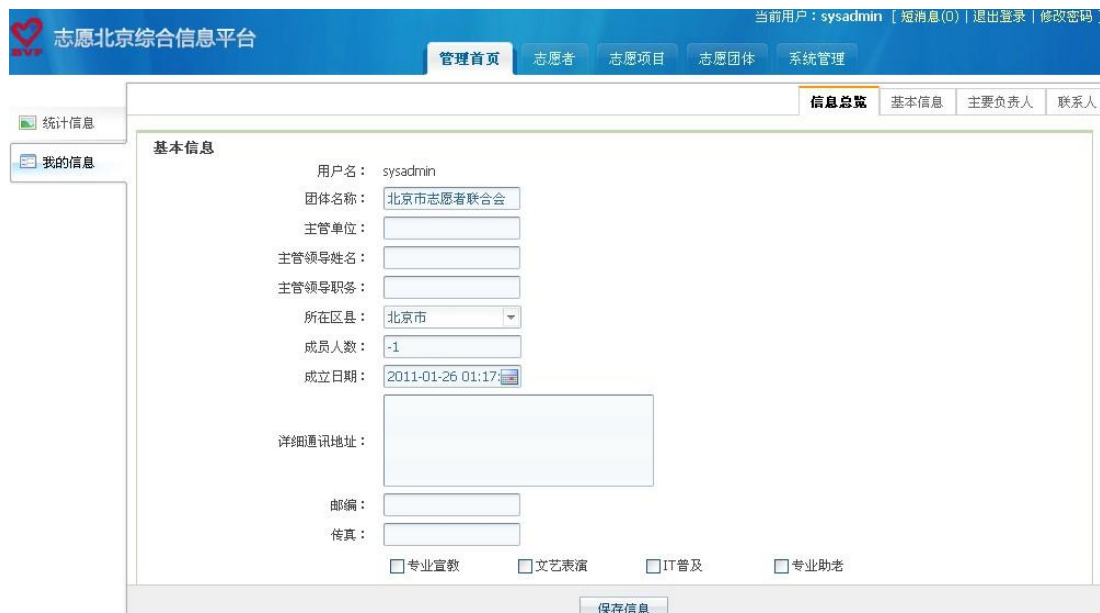 当前用户：sysadmin [ 短消息(0) | 退出登录 | 修改密码 ]
BVF 志愿北京综合信息平台
管理首页 志愿者 志愿项目 志愿团体 系统管理
信息总览 基本信息 主要负责人 联系人
统计信息
我的信息
基本信息
用户名： sysadmin
团体名称： 北京市志愿者联合会
主管单位：
主管领导姓名：
主管领导职务：
所在区县： 北京市
成员人数： -1
成立日期： 2011-01-26 01:17:
详细通讯地址：
邮编：
传真：
专业宣教 文艺表演 IT普及 专业助老
保存信息